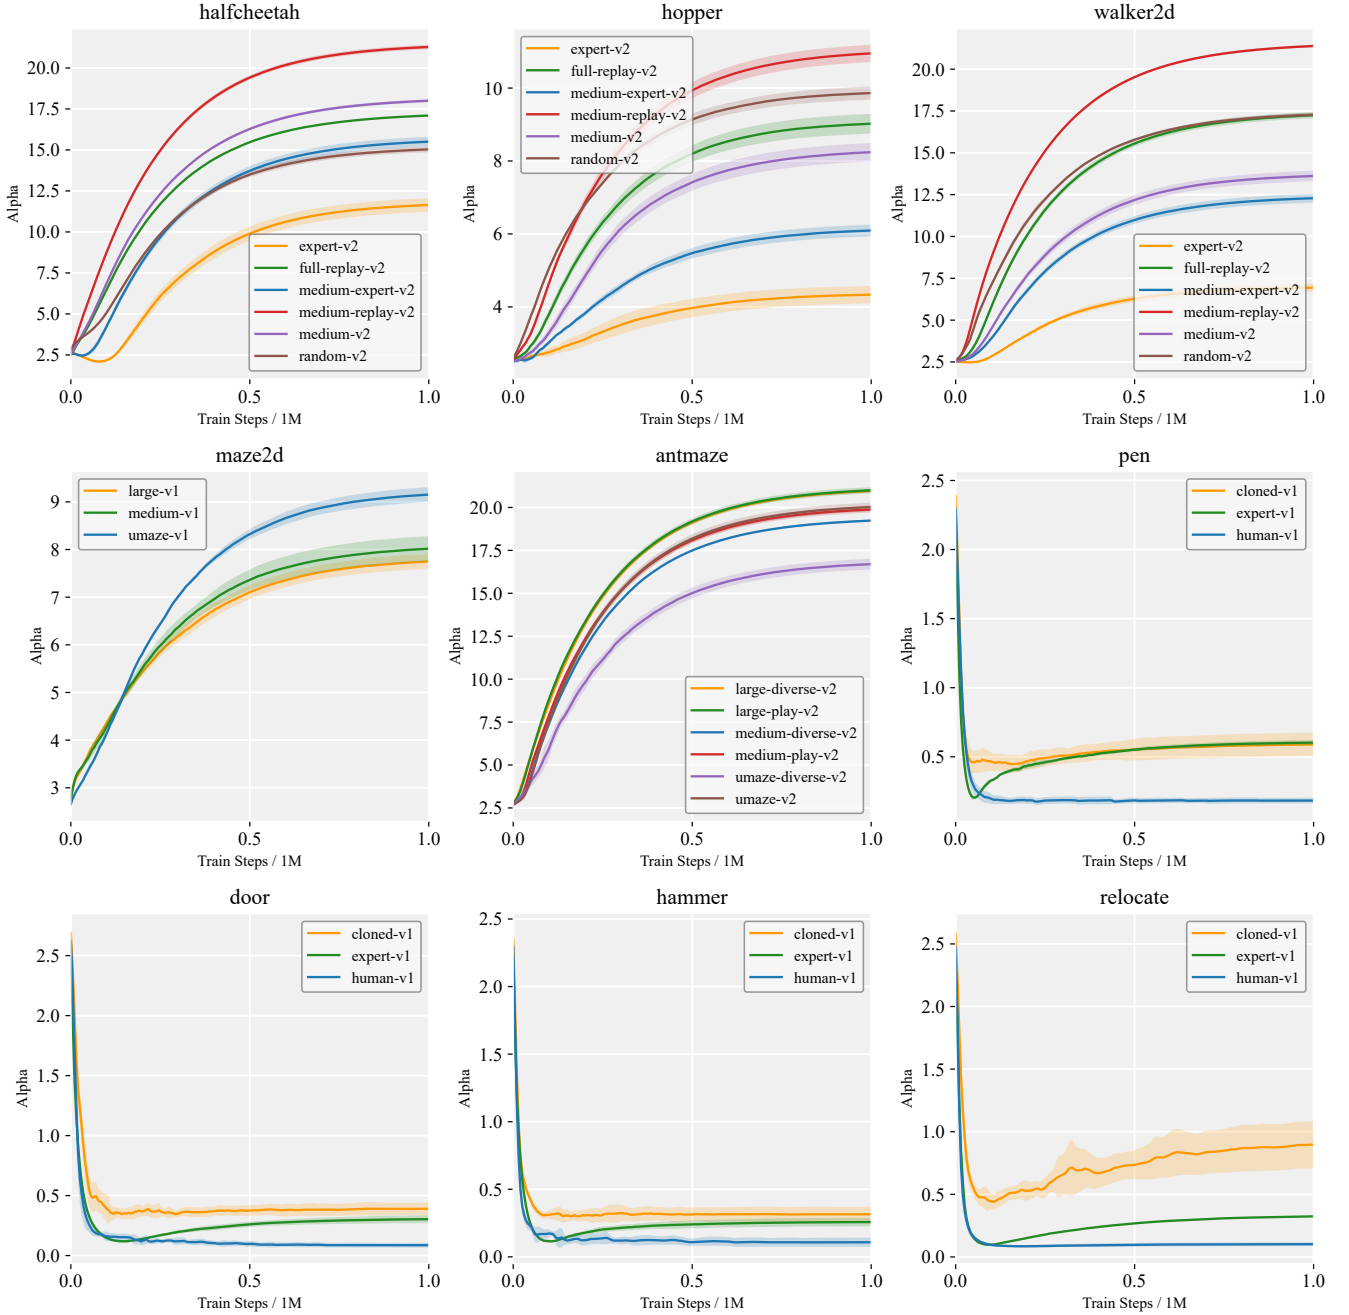 halfcheetah
20.0
17.5
15.0
12.5
10.0
7.5
5.0
2.5
Alpha
expert-v2
full-replay-v2
medium-expert-v2
medium-replay-v2
medium-v2
random-v2
0.0 0.5 1.0
Train Steps / 1M
hopper
10
8
6
4
Alpha
expert-v2
full-replay-v2
medium-expert-v2
medium-replay-v2
medium-v2
random-v2
0.0 0.5 1.0
Train Steps / 1M
walker2d
20.0
17.5
15.0
12.5
10.0
7.5
5.0
2.5
Alpha
expert-v2
full-replay-v2
medium-expert-v2
medium-replay-v2
medium-v2
random-v2
0.0 0.5 1.0
Train Steps / 1M
maze2d
9
8
7
6
5
4
3
Alpha
large-v1
medium-v1
umaze-v1
0.0 0.5 1.0
Train Steps / 1M
antmaze
20.0
17.5
15.0
12.5
10.0
7.5
5.0
2.5
Alpha
large-diverse-v2
large-play-v2
medium-diverse-v2
medium-play-v2
umaze-diverse-v2
umaze-v2
0.0 0.5 1.0
Train Steps / 1M
pen
2.5
2.0
1.5
1.0
0.5
Alpha
cloned-v1
expert-v1
human-v1
0.0 0.5 1.0
Train Steps / 1M
door
2.5
2.0
1.5
1.0
0.5
0.0
Alpha
cloned-v1
expert-v1
human-v1
0.0 0.5 1.0
Train Steps / 1M
hammer
2.5
2.0
1.5
1.0
0.5
0.0
Alpha
cloned-v1
expert-v1
human-v1
0.0 0.5 1.0
Train Steps / 1M
relocate
2.5
2.0
1.5
1.0
0.5
0.0
Alpha
cloned-v1
expert-v1
human-v1
0.0 0.5 1.0
Train Steps / 1M